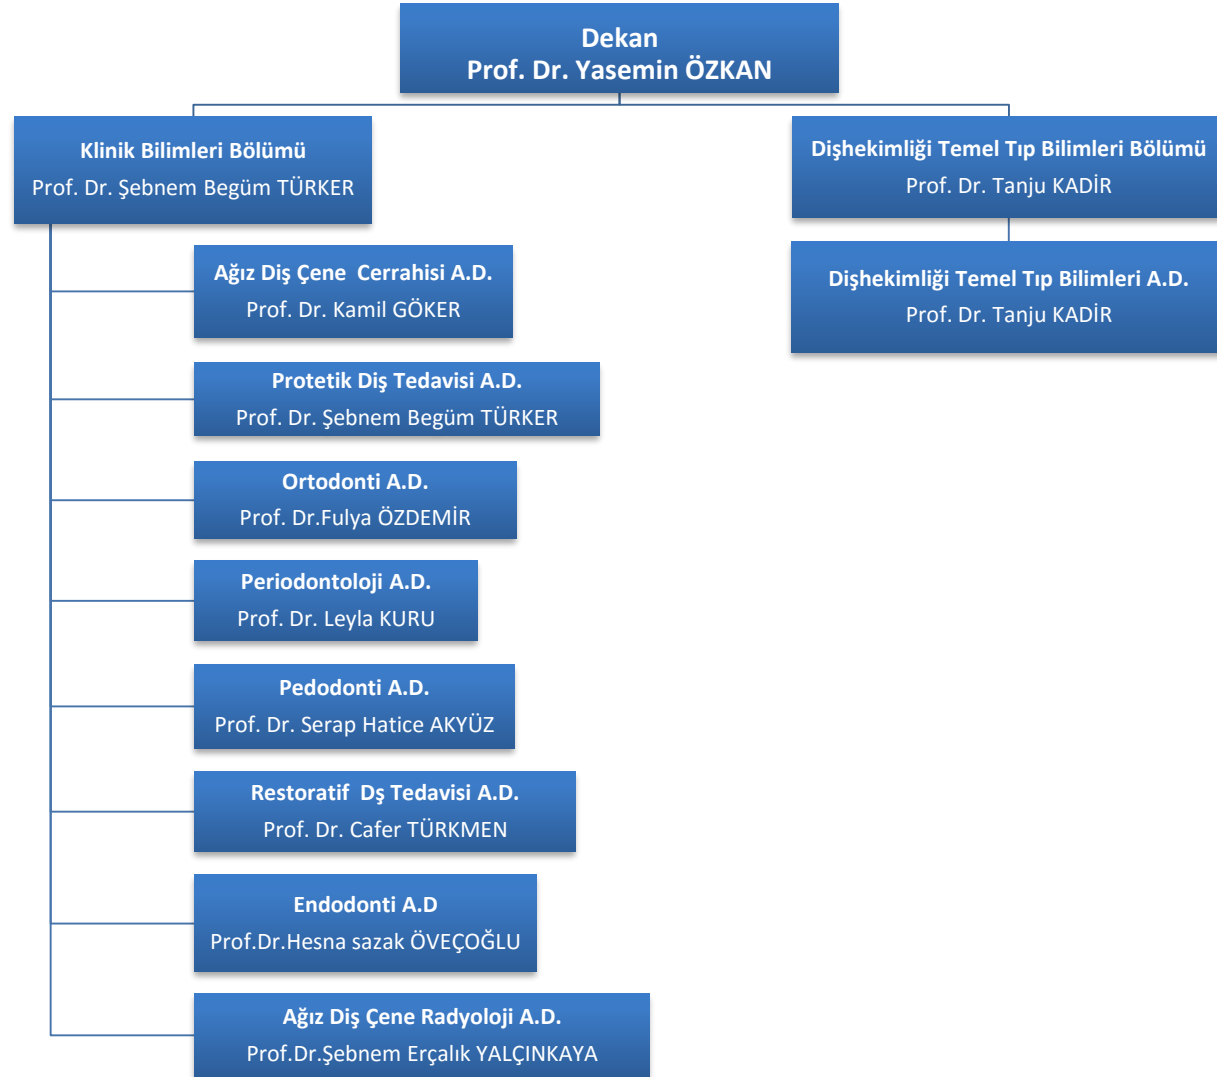 Dekan
Prof. Dr. Yasemin ÖZKAN
Klinik Bilimleri Bölümü
Prof. Dr. Şebnem Begüm TÜRKER
Dişhekimliği Temel Tıp Bilimleri Bölümü
Prof. Dr. Tanju KADİR
Ağız Diş Çene  Cerrahisi A.D.
Prof. Dr. Kamil GÖKER
Dişhekimliği Temel Tıp Bilimleri A.D.
Prof. Dr. Tanju KADİR
Protetik Diş Tedavisi A.D.
Prof. Dr. Şebnem Begüm TÜRKER
Ortodonti A.D.
Prof. Dr.Fulya ÖZDEMİR
Periodontoloji A.D.
Prof. Dr. Leyla KURU
Pedodonti A.D.
Prof. Dr. Serap Hatice AKYÜZ
Restoratif  Dş Tedavisi A.D.
Prof. Dr. Cafer TÜRKMEN
Endodonti A.D
Prof.Dr.Hesna sazak ÖVEÇOĞLU
Ağız Diş Çene Radyoloji A.D.
Prof.Dr.Şebnem Erçalık YALÇINKAYA